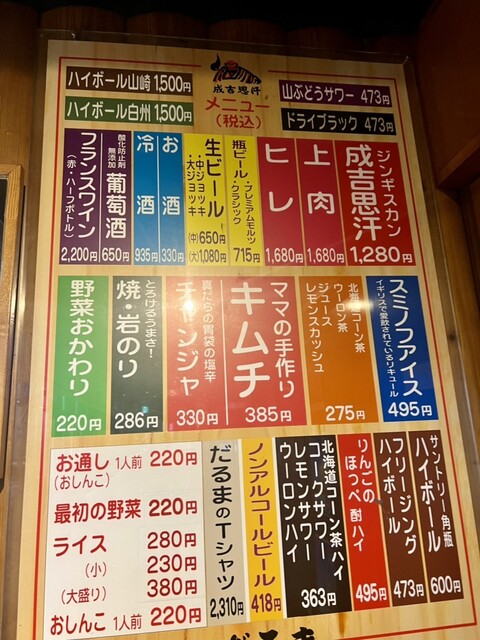 成吉思汗
メニュー
(税込)
ハイボール山崎 1,500円
ハイボール白州 1,500円
山ぶどうサワー 473円
ドライブラック 473円
ジンギスカン
成吉思汗
1,280円
上肉
1,680円
ヒレ
1,680円
瓶ビール・プレミアムモルツ
・クラシック
715円
生ビール・中ジョッキ
・大ジョッキ
(中)650円
(大)1,080円
お酒
330円
冷酒
935円
酸化防止剤
無添加
葡萄酒
650円
フランスワイン
(赤・ハーフボトル)
2,200円
スミノフアイス
イギリスで愛飲されているリキュール
495円
北海道コーン茶
ウーロン茶
ジュース
レモンスカッシュ
275円
ママの手作り
キムチ
385円
真だらの胃袋の塩辛
チャンジャ
330円
とろけるうまさ!
焼・岩のり
286円
野菜おかわり
220円
サントリー角瓶
ハイボール
600円
フリージング
ハイボール
473円
りんごの
ほっぺ酎ハイ
495円
北海道コーン茶ハイ
コークサワー
レモンサワー
ウーロンハイ
363円
ノンアルコールビール
418円
だるまのTシャツ
2,310円
お通し 1人前 220円
(おしんこ)
最初の野菜 220円
ライス 280円
(小) 230円
(大盛り) 380円
おしんこ 1人前 220円